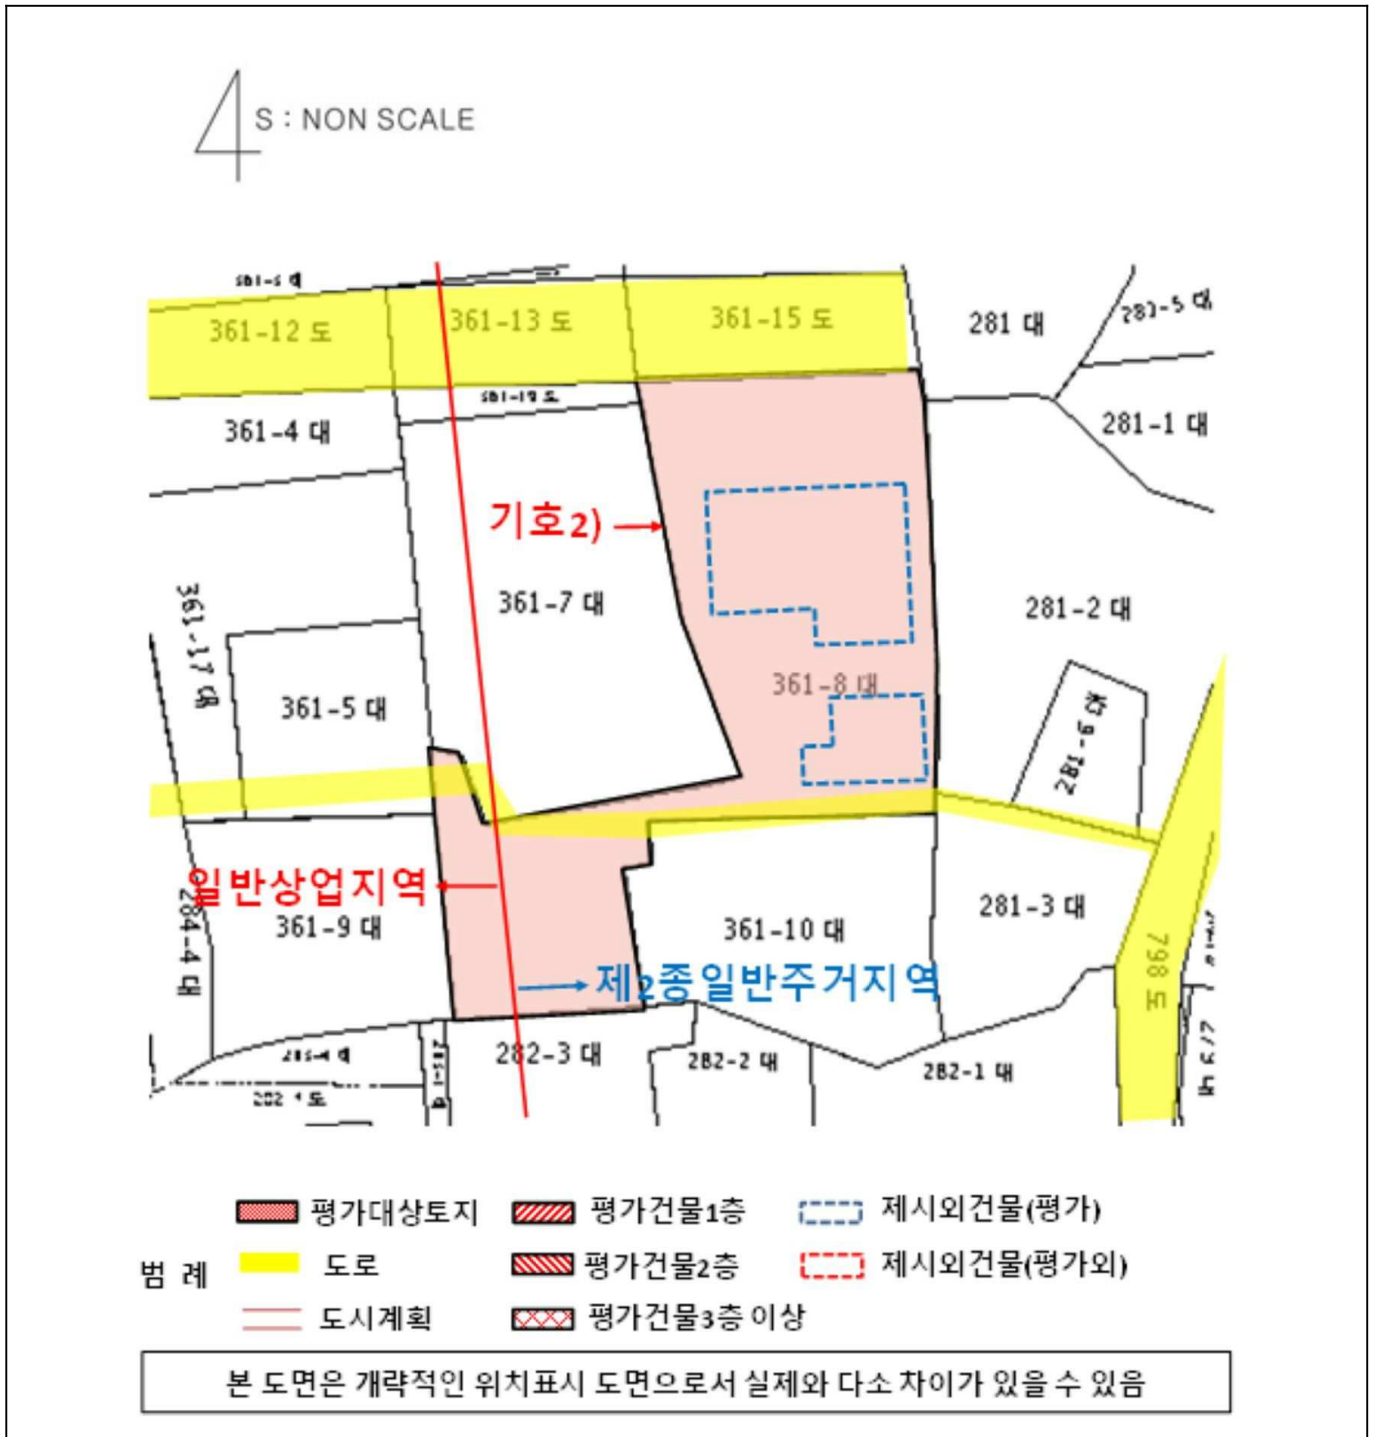 S : NON SCALE
361-12 도
361-13 도
361-15 도
281 대
361-4 대
281-1 대
기호2)
361-7 대
281-2 대
361-17 대
361-8 대
361-5 대
281-6 대
일반상업지역
284-4 대
361-9 대
361-10 대
281-3 대
798 도
제2종일반주거지역
282-3 대
282-2 대
282-1 대
평가대상토지
평가건물1층
제시외건물(평가)
범 례
도로
평가건물2층
제시외건물(평가외)
도시계획
평가건물3층 이상
본 도면은 개략적인 위치표시 도면으로서 실제와 다소 차이가 있을 수 있음